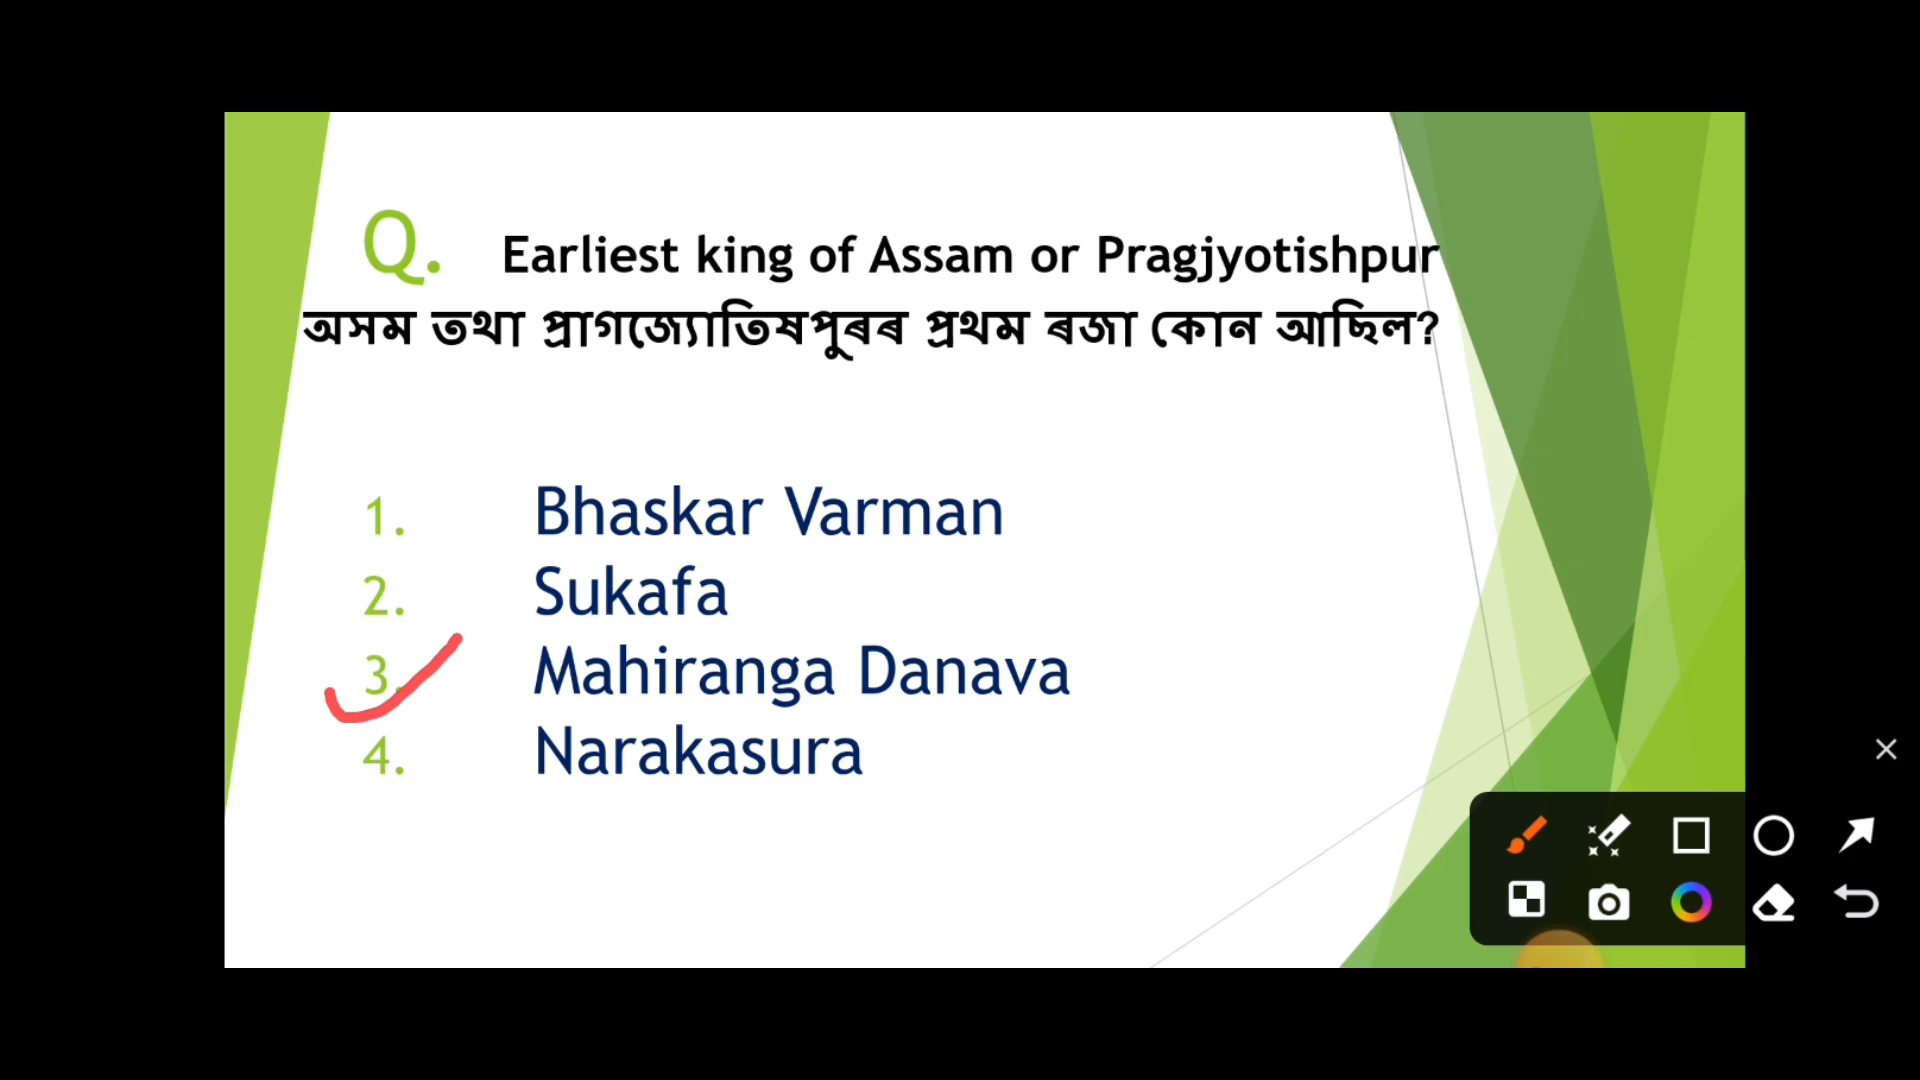 Q. Earliest king of Assam or Pragjyotishpur
অসম তথা প্ৰাগজ্যোতিষপুৰৰ প্ৰথম ৰজা কোন আছিল?
1. Bhaskar Varman
2. Sukafa
3. Mahiranga Danava
4. Narakasura